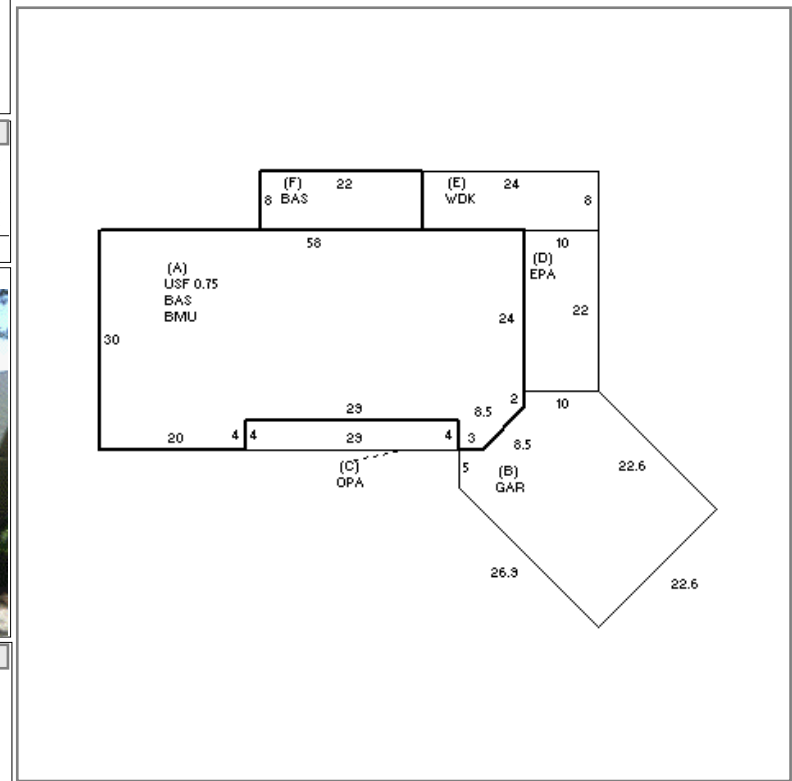 (F) 22
8 BAS
(E) 24
WDK 8
58
10
(D)
EPA
(A)
USF 0.75
BAS
BMU
24
22
30
29
2
10
8.5
20
4
4
29
4
3
8.5
5
(C)
OPA
(B)
GAR
22.6
26.9
22.6